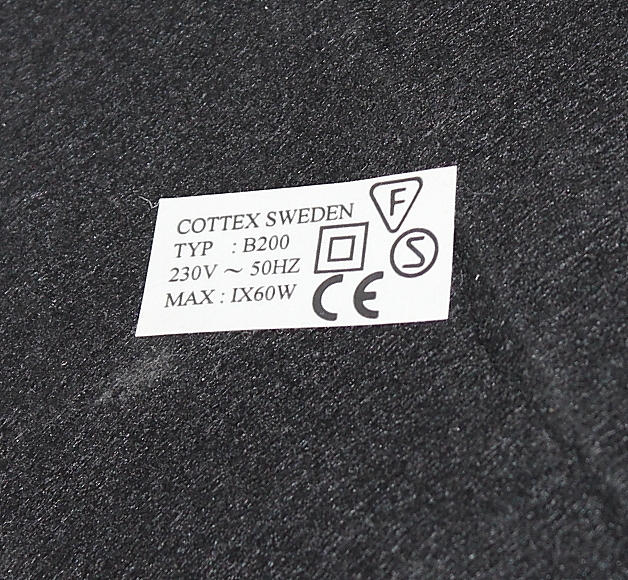 COTTEX SWEDEN
TYP : B200
230V ~ 50HZ
MAX : IX60W
F
S
CE